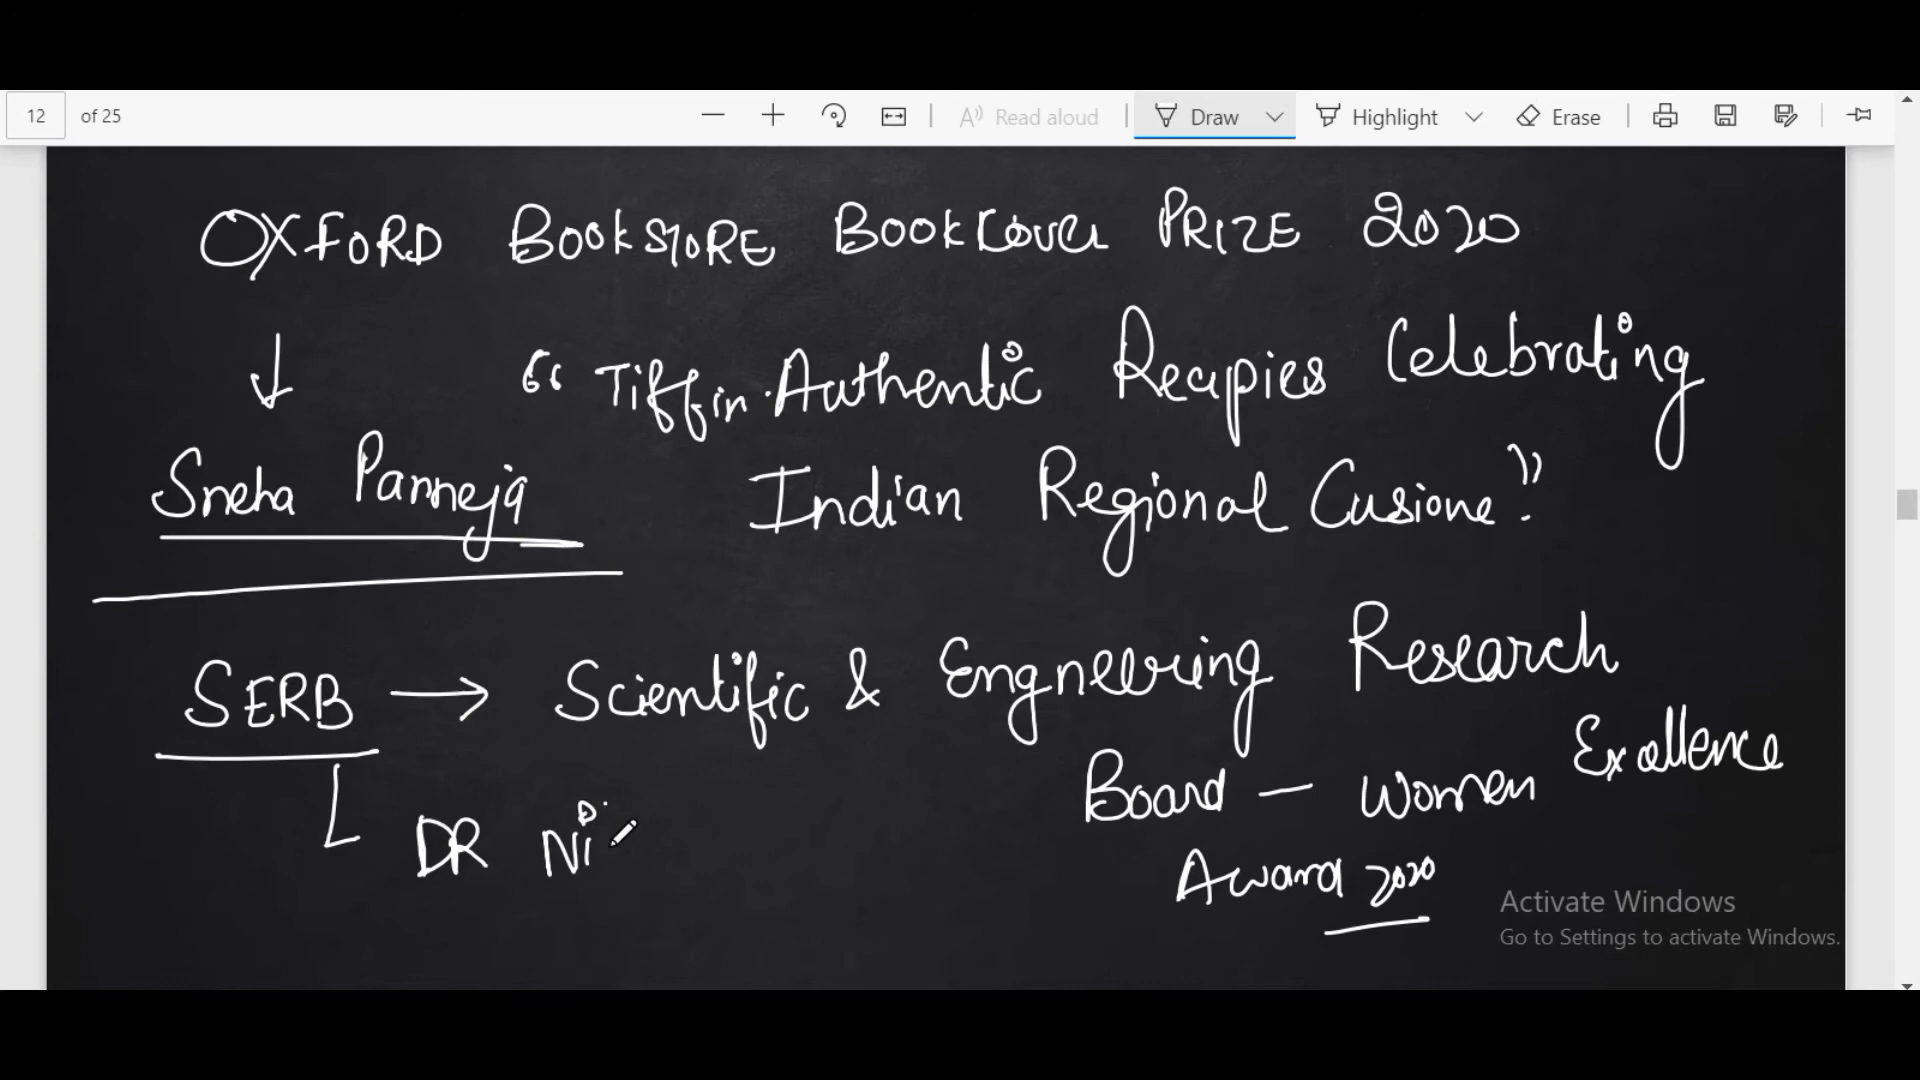 12 of 25 Read aloud Draw Highlight Erase
OXFORD BOOKSTORE BOOKCover PRIZE 2020
"Tiffin. Authentic Recipies Celebrating
Sneha Panneja Indian Regional Cusione"
SERB → Scientific & Engneering Research
Board — Women Exellence
DR Ni
Award 2020
Activate Windows
Go to Settings to activate Windows.